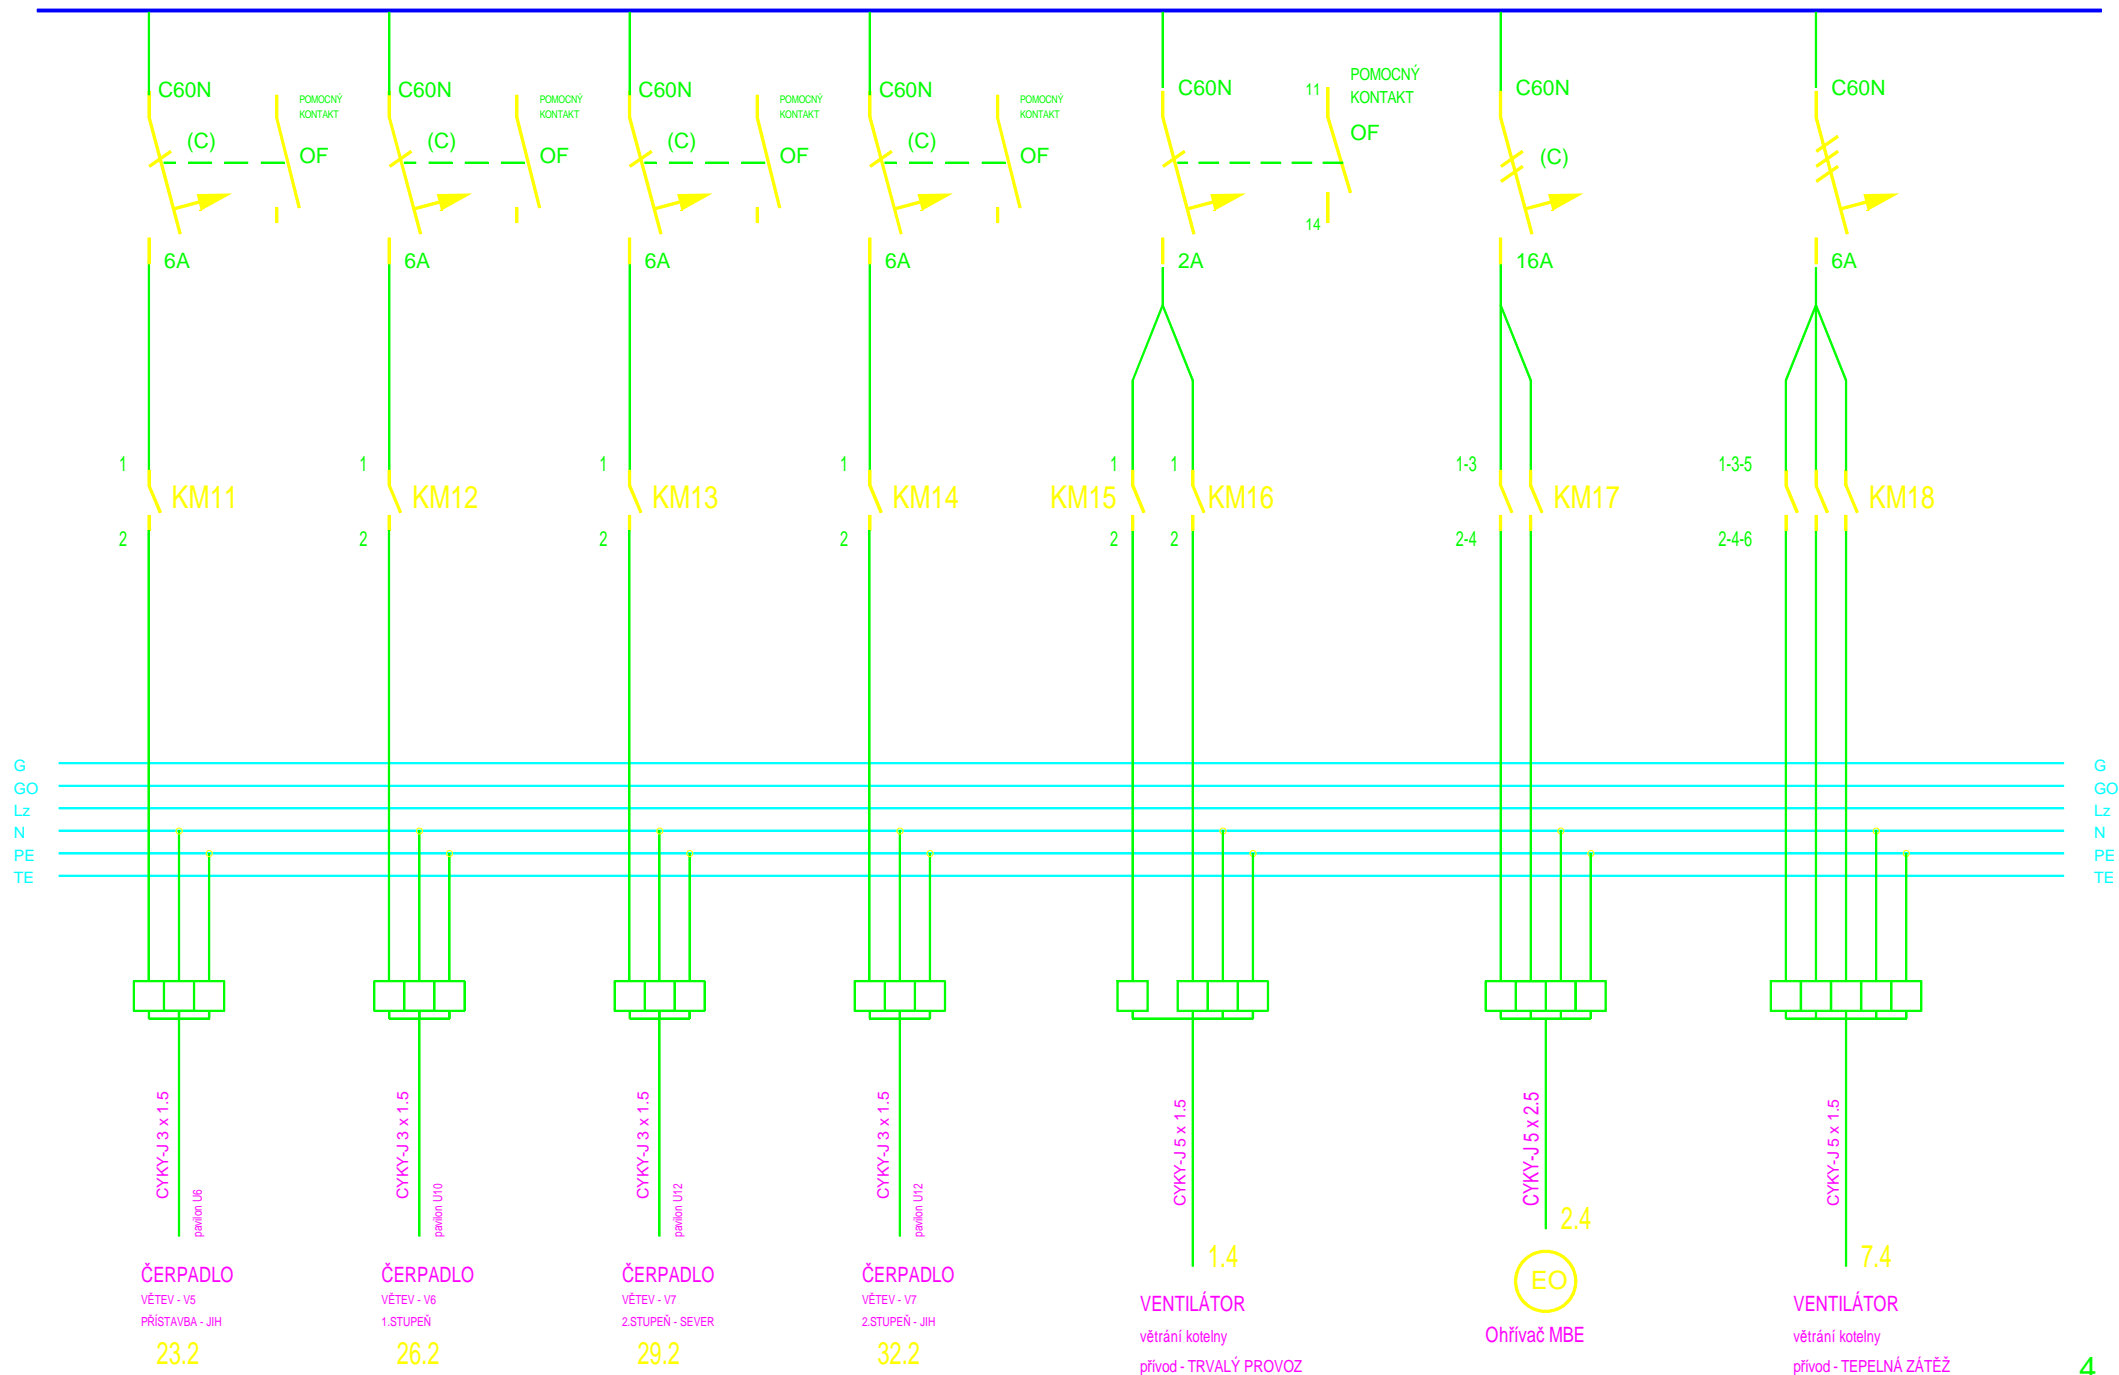 C60N
POMOCNÝ
KONTAKT
(C)
OF
6A
C60N
POMOCNÝ
KONTAKT
(C)
OF
6A
C60N
POMOCNÝ
KONTAKT
(C)
OF
6A
C60N
POMOCNÝ
KONTAKT
(C)
OF
6A
C60N
2A
11
POMOCNÝ
KONTAKT
OF
14
C60N
(C)
16A
C60N
6A
1
KM11
2
1
KM12
2
1
KM13
2
1
KM14
2
1
KM15
2
1
KM16
2
1-3
KM17
2-4
1-3-5
KM18
2-4-6
G
GO
Lz
N
PE
TE
G
GO
Lz
N
PE
TE
CYKY-J 3 x 1.5
pavilon U6
CYKY-J 3 x 1.5
pavilon U10
CYKY-J 3 x 1.5
pavilon U12
CYKY-J 3 x 1.5
pavilon U12
CYKY-J 5 x 1.5
CYKY-J 5 x 2.5
CYKY-J 5 x 1.5
ČERPADLO
VĚTEV - V5
PŘÍSTAVBA - JIH
23.2
ČERPADLO
VĚTEV - V6
1.STUPEŇ
26.2
ČERPADLO
VĚTEV - V7
2.STUPEŇ - SEVER
29.2
ČERPADLO
VĚTEV - V7
2.STUPEŇ - JIH
32.2
1.4
VENTILÁTOR
větrání kotelny
přívod - TRVALÝ PROVOZ
2.4
EO
Ohřívač MBE
7.4
VENTILÁTOR
větrání kotelny
přívod - TEPELNÁ ZÁTĚŽ
4